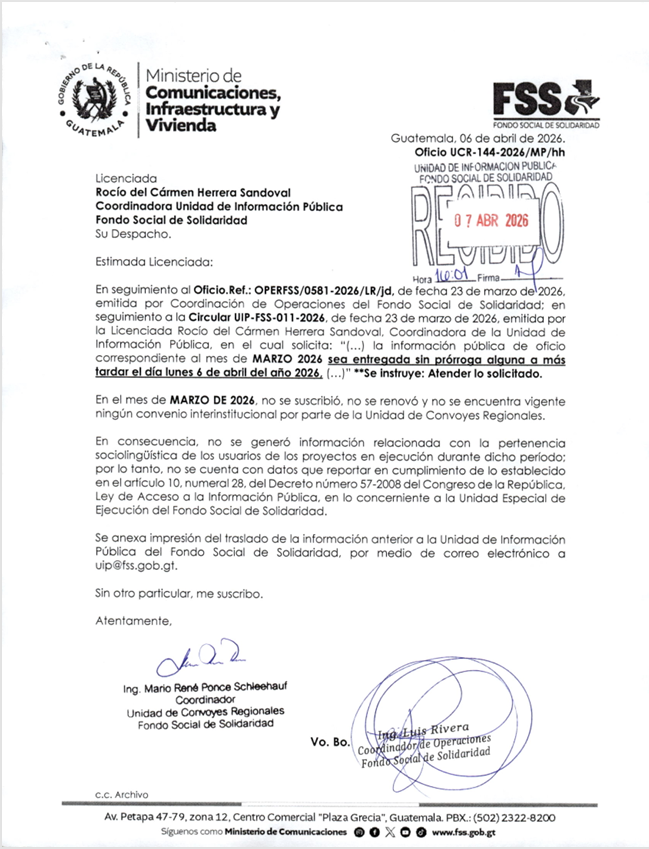 GOBIERNO DE LA REPÚBLICA
GUATEMALA
Ministerio de
Comunicaciones,
Infraestructura y
Vivienda
FSS
FONDO SOCIAL DE SOLIDARIDAD
Guatemala, 06 de abril de 2026.
Oficio UCR-144-2026/MP/hh
UNIDAD DE INFORMACION PUBLICA
FONDO SOCIAL DE SOLIDARIDAD
RECIBIDO
07 ABR 2026
Hora 16:01 Firma
Licenciada
Rocío del Cármen Herrera Sandoval
Coordinadora Unidad de Información Pública
Fondo Social de Solidaridad
Su Despacho.
Estimada Licenciada:
En seguimiento al Oficio.Ref.: OPERFSS/0581-2026/LR/jd, de fecha 23 de marzo de 2026,
emitida por Coordinación de Operaciones del Fondo Social de Solidaridad; en
seguimiento a la Circular UIP-FSS-011-2026, de fecha 23 de marzo de 2026, emitida por
la Licenciada Rocío del Cármen Herrera Sandoval, Coordinadora de la Unidad de
Información Pública, en el cual solicita: “(...) la información pública de oficio
correspondiente al mes de MARZO 2026 sea entregada sin prórroga alguna a más
tardar el día lunes 6 de abril del año 2026, (...)” **Se instruye: Atender lo solicitado.
En el mes de MARZO DE 2026, no se suscribió, no se renovó y no se encuentra vigente
ningún convenio interinstitucional por parte de la Unidad de Convoyes Regionales.
En consecuencia, no se generó información relacionada con la pertenencia
sociolingüística de los usuarios de los proyectos en ejecución durante dicho período;
por lo tanto, no se cuenta con datos que reportar en cumplimiento de lo establecido
en el artículo 10, numeral 28, del Decreto número 57-2008 del Congreso de la República,
Ley de Acceso a la Información Pública, en lo concerniente a la Unidad Especial de
Ejecución del Fondo Social de Solidaridad.
Se anexa impresión del traslado de la información anterior a la Unidad de Información
Pública del Fondo Social de Solidaridad, por medio de correo electrónico a
uip@fss.gob.gt.
Sin otro particular, me suscribo.
Atentamente,
Ing. Mario René Ponce Schleehauf
Coordinador
Unidad de Convoyes Regionales
Fondo Social de Solidaridad
Vo. Bo.
Ing. Luis Rivera
Coordinador de Operaciones
Fondo Social de Solidaridad
c.c. Archivo
Av. Petapa 47-79, zona 12, Centro Comercial “Plaza Grecia”, Guatemala. PBX.: (502) 2322-8200
Síguenos como Ministerio de Comunicaciones www.fss.gob.gt